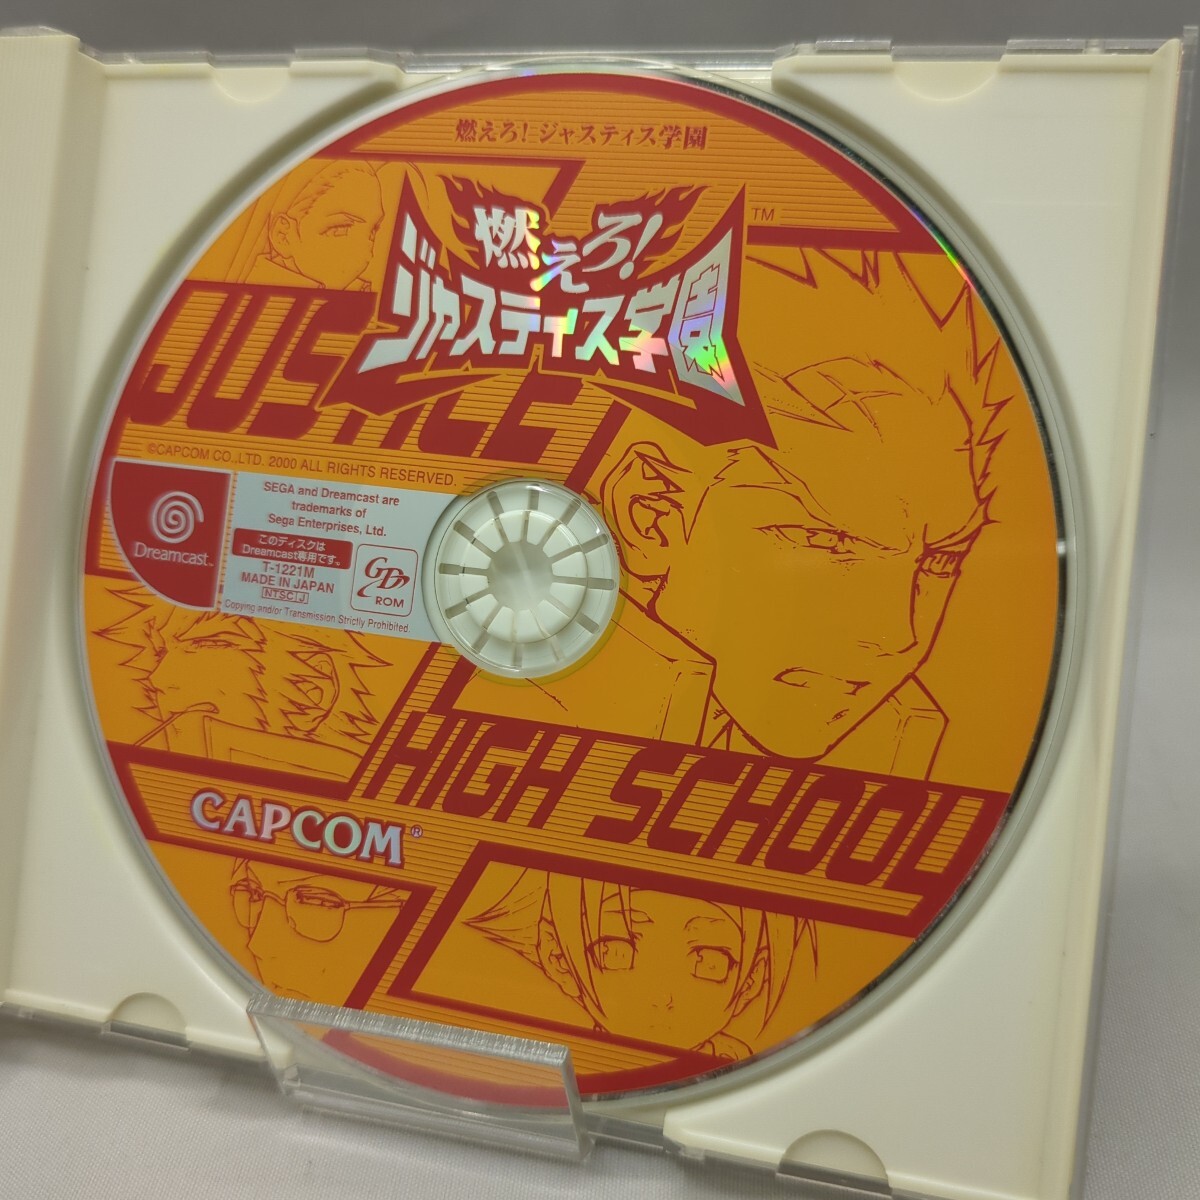 燃えろ!ジャスティス学園
燃えろ!
ジャスティス学園
TM
JUSTICE
©CAPCOM CO.,LTD. 2000 ALL RIGHTS RESERVED.
SEGA and Dreamcast are
trademarks of
Sega Enterprises, Ltd.
Dreamcast™
このディスクは
Dreamcast専用です。
T-1221M
MADE IN JAPAN
NTSC J
GD
ROM
Copying and/or Transmission Strictly Prohibited.
HIGH SCHOOL
CAPCOM®